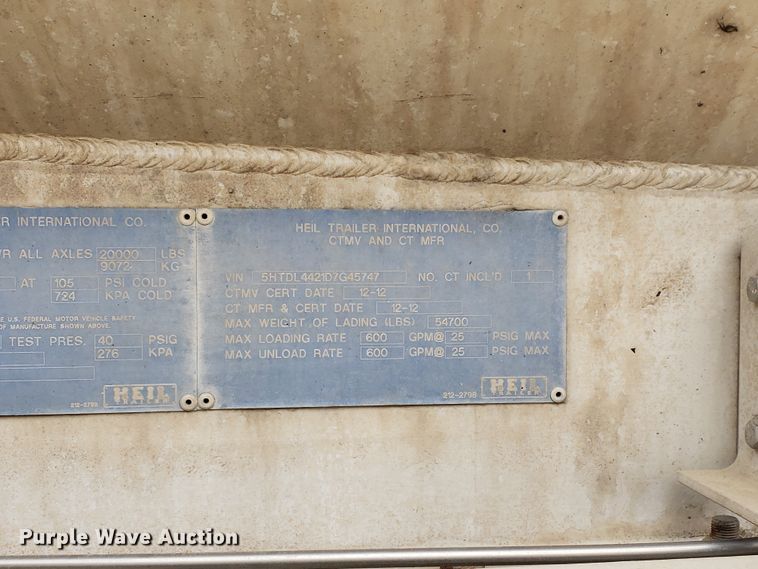 R INTERNATIONAL CO.
R ALL AXLES 20000 LBS
9072 KG
AT 105 PSI COLD
724 KPA COLD
E U.S. FEDERAL MOTOR VEHICLE SAFETY
OF MANUFACTURE SHOWN ABOVE.
TEST PRES. 40 PSIG
276 KPA
212-2798 HEIL
TRAILER
HEIL TRAILER INTERNATIONAL, CO.
CTMV AND CT MFR
VIN 5HTDL4421D7G45747 NO. CT INCL'D 1
CTMV CERT DATE 12-12
CT MFR & CERT DATE 12-12
MAX WEIGHT OF LADING (LBS) 54700
MAX LOADING RATE 600 GPM@ 25 PSIG MAX
MAX UNLOAD RATE 600 GPM@ 25 PSIG MAX
212-2798 HEIL
TRAILER
Purple Wave Auction